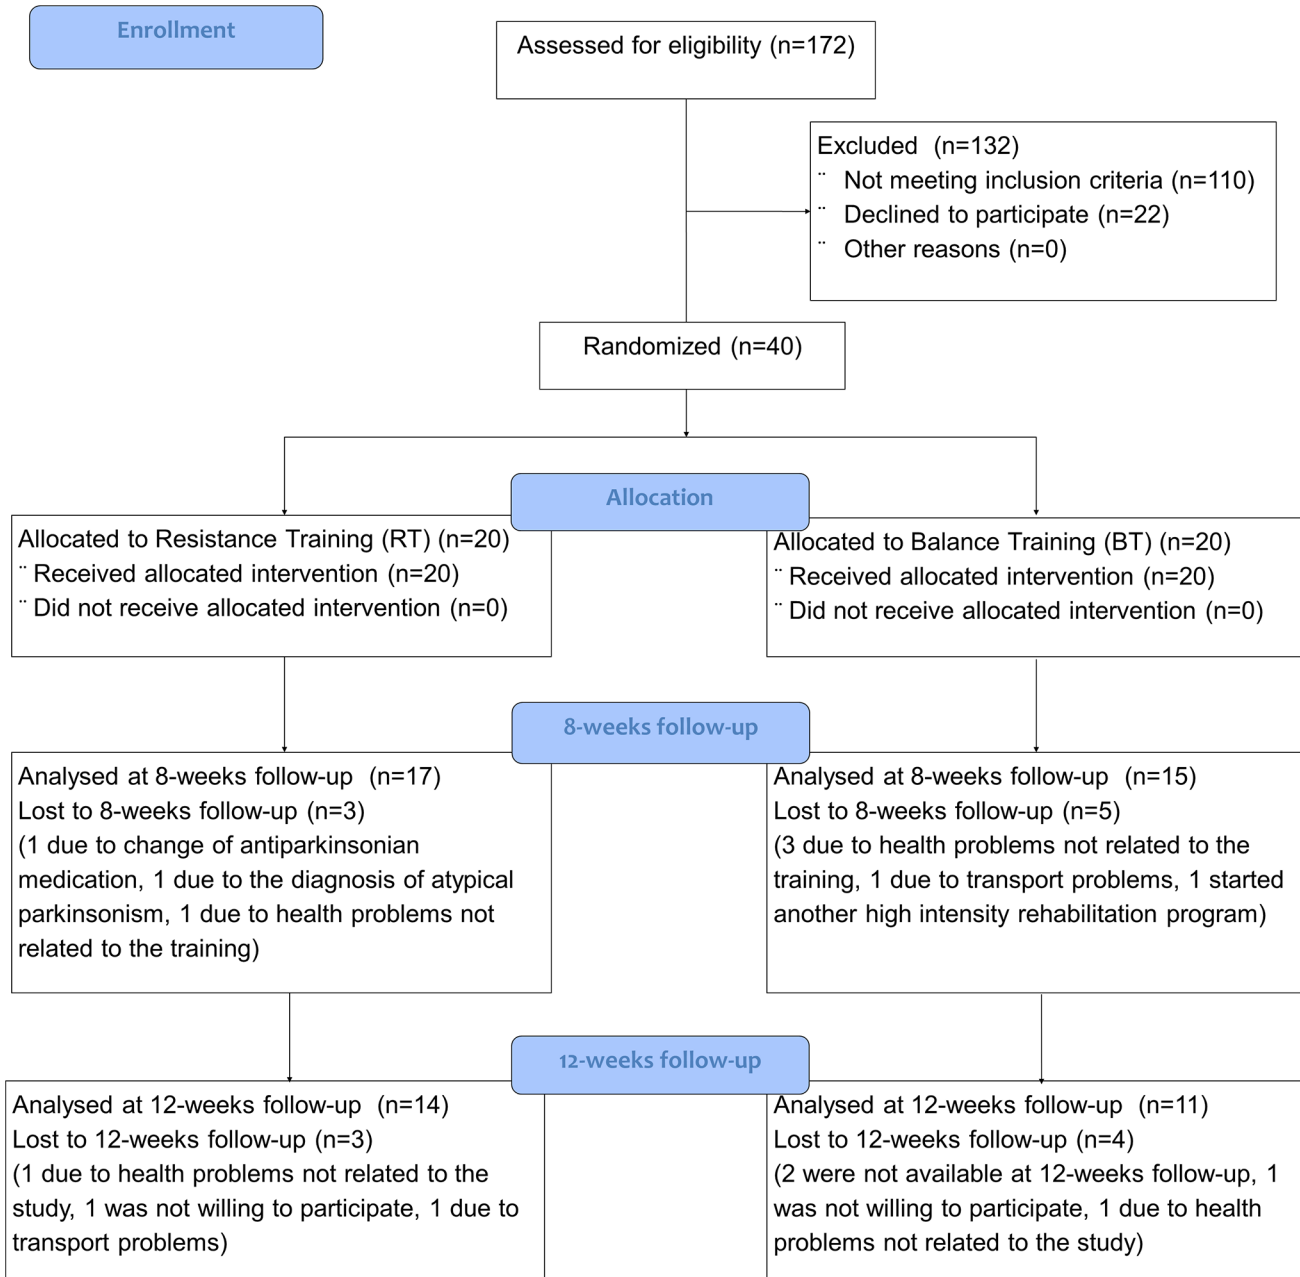 Enrollment
Assessed for eligibility (n=172)
Excluded (n=132)
¨ Not meeting inclusion criteria (n=110)
¨ Declined to participate (n=22)
¨ Other reasons (n=0)
Randomized (n=40)
Allocation
Allocated to Resistance Training (RT) (n=20)
¨ Received allocated intervention (n=20)
¨ Did not receive allocated intervention (n=0)
Allocated to Balance Training (BT) (n=20)
¨ Received allocated intervention (n=20)
¨ Did not receive allocated intervention (n=0)
8-weeks follow-up
Analysed at 8-weeks follow-up (n=17)
Lost to 8-weeks follow-up (n=3)
(1 due to change of antiparkinsonian
medication, 1 due to the diagnosis of atypical
parkinsonism, 1 due to health problems not
related to the training)
Analysed at 8-weeks follow-up (n=15)
Lost to 8-weeks follow-up (n=5)
(3 due to health problems not related to the
training, 1 due to transport problems, 1 started
another high intensity rehabilitation program)
12-weeks follow-up
Analysed at 12-weeks follow-up (n=14)
Lost to 12-weeks follow-up (n=3)
(1 due to health problems not related to the
study, 1 was not willing to participate, 1 due to
transport problems)
Analysed at 12-weeks follow-up (n=11)
Lost to 12-weeks follow-up (n=4)
(2 were not available at 12-weeks follow-up, 1
was not willing to participate, 1 due to health
problems not related to the study)